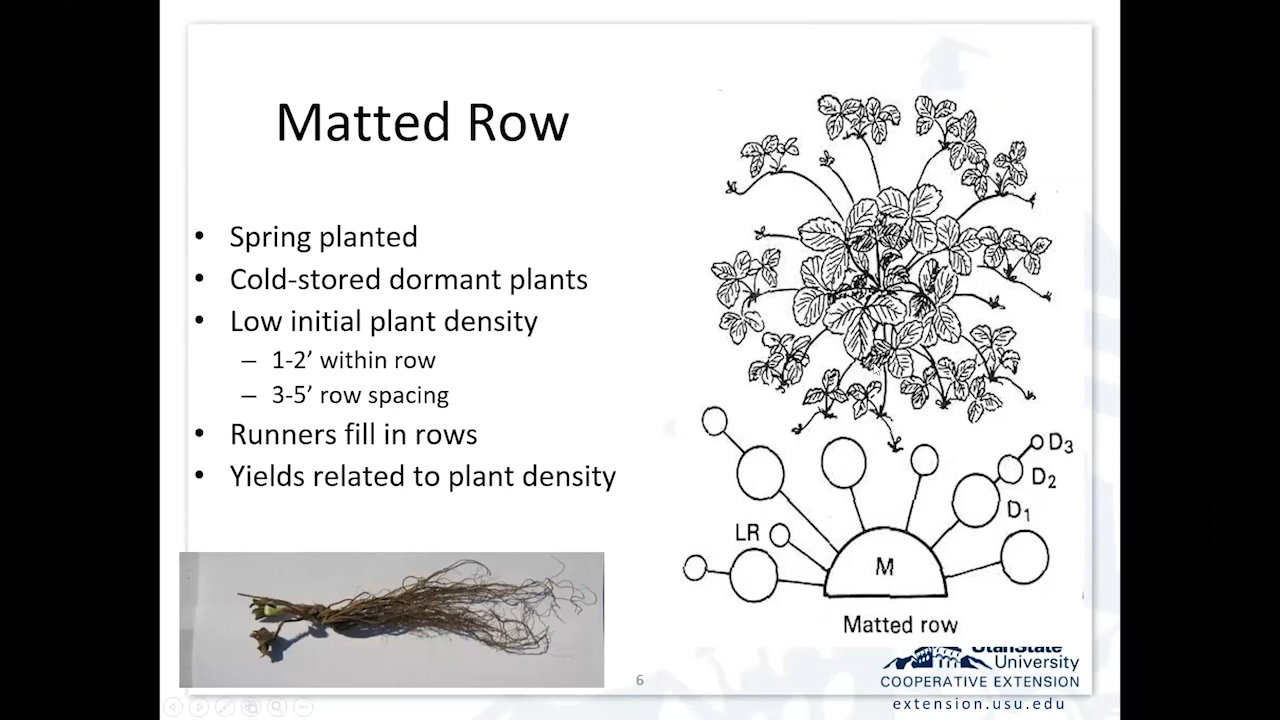 Matted Row
• Spring planted
• Cold-stored dormant plants
• Low initial plant density
– 1-2’ within row
– 3-5’ row spacing
• Runners fill in rows
• Yields related to plant density
D3
D2
D1
LR
M
Matted row
UtahState
University
COOPERATIVE EXTENSION
extension.usu.edu
6